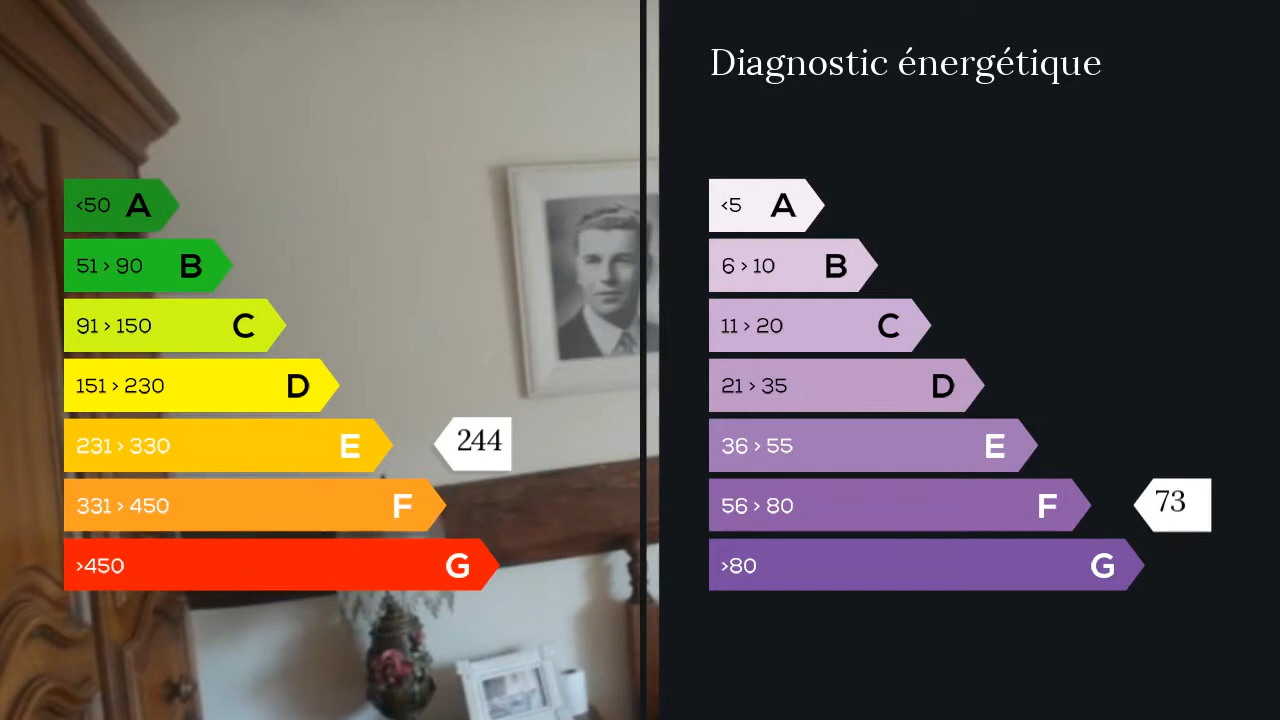 Diagnostic énergétique
<50 A
51 > 90 B
91 > 150 C
151 > 230 D
231 > 330 E
244
331 > 450 F
>450 G
<5 A
6 > 10 B
11 > 20 C
21 > 35 D
36 > 55 E
56 > 80 F
73
>80 G